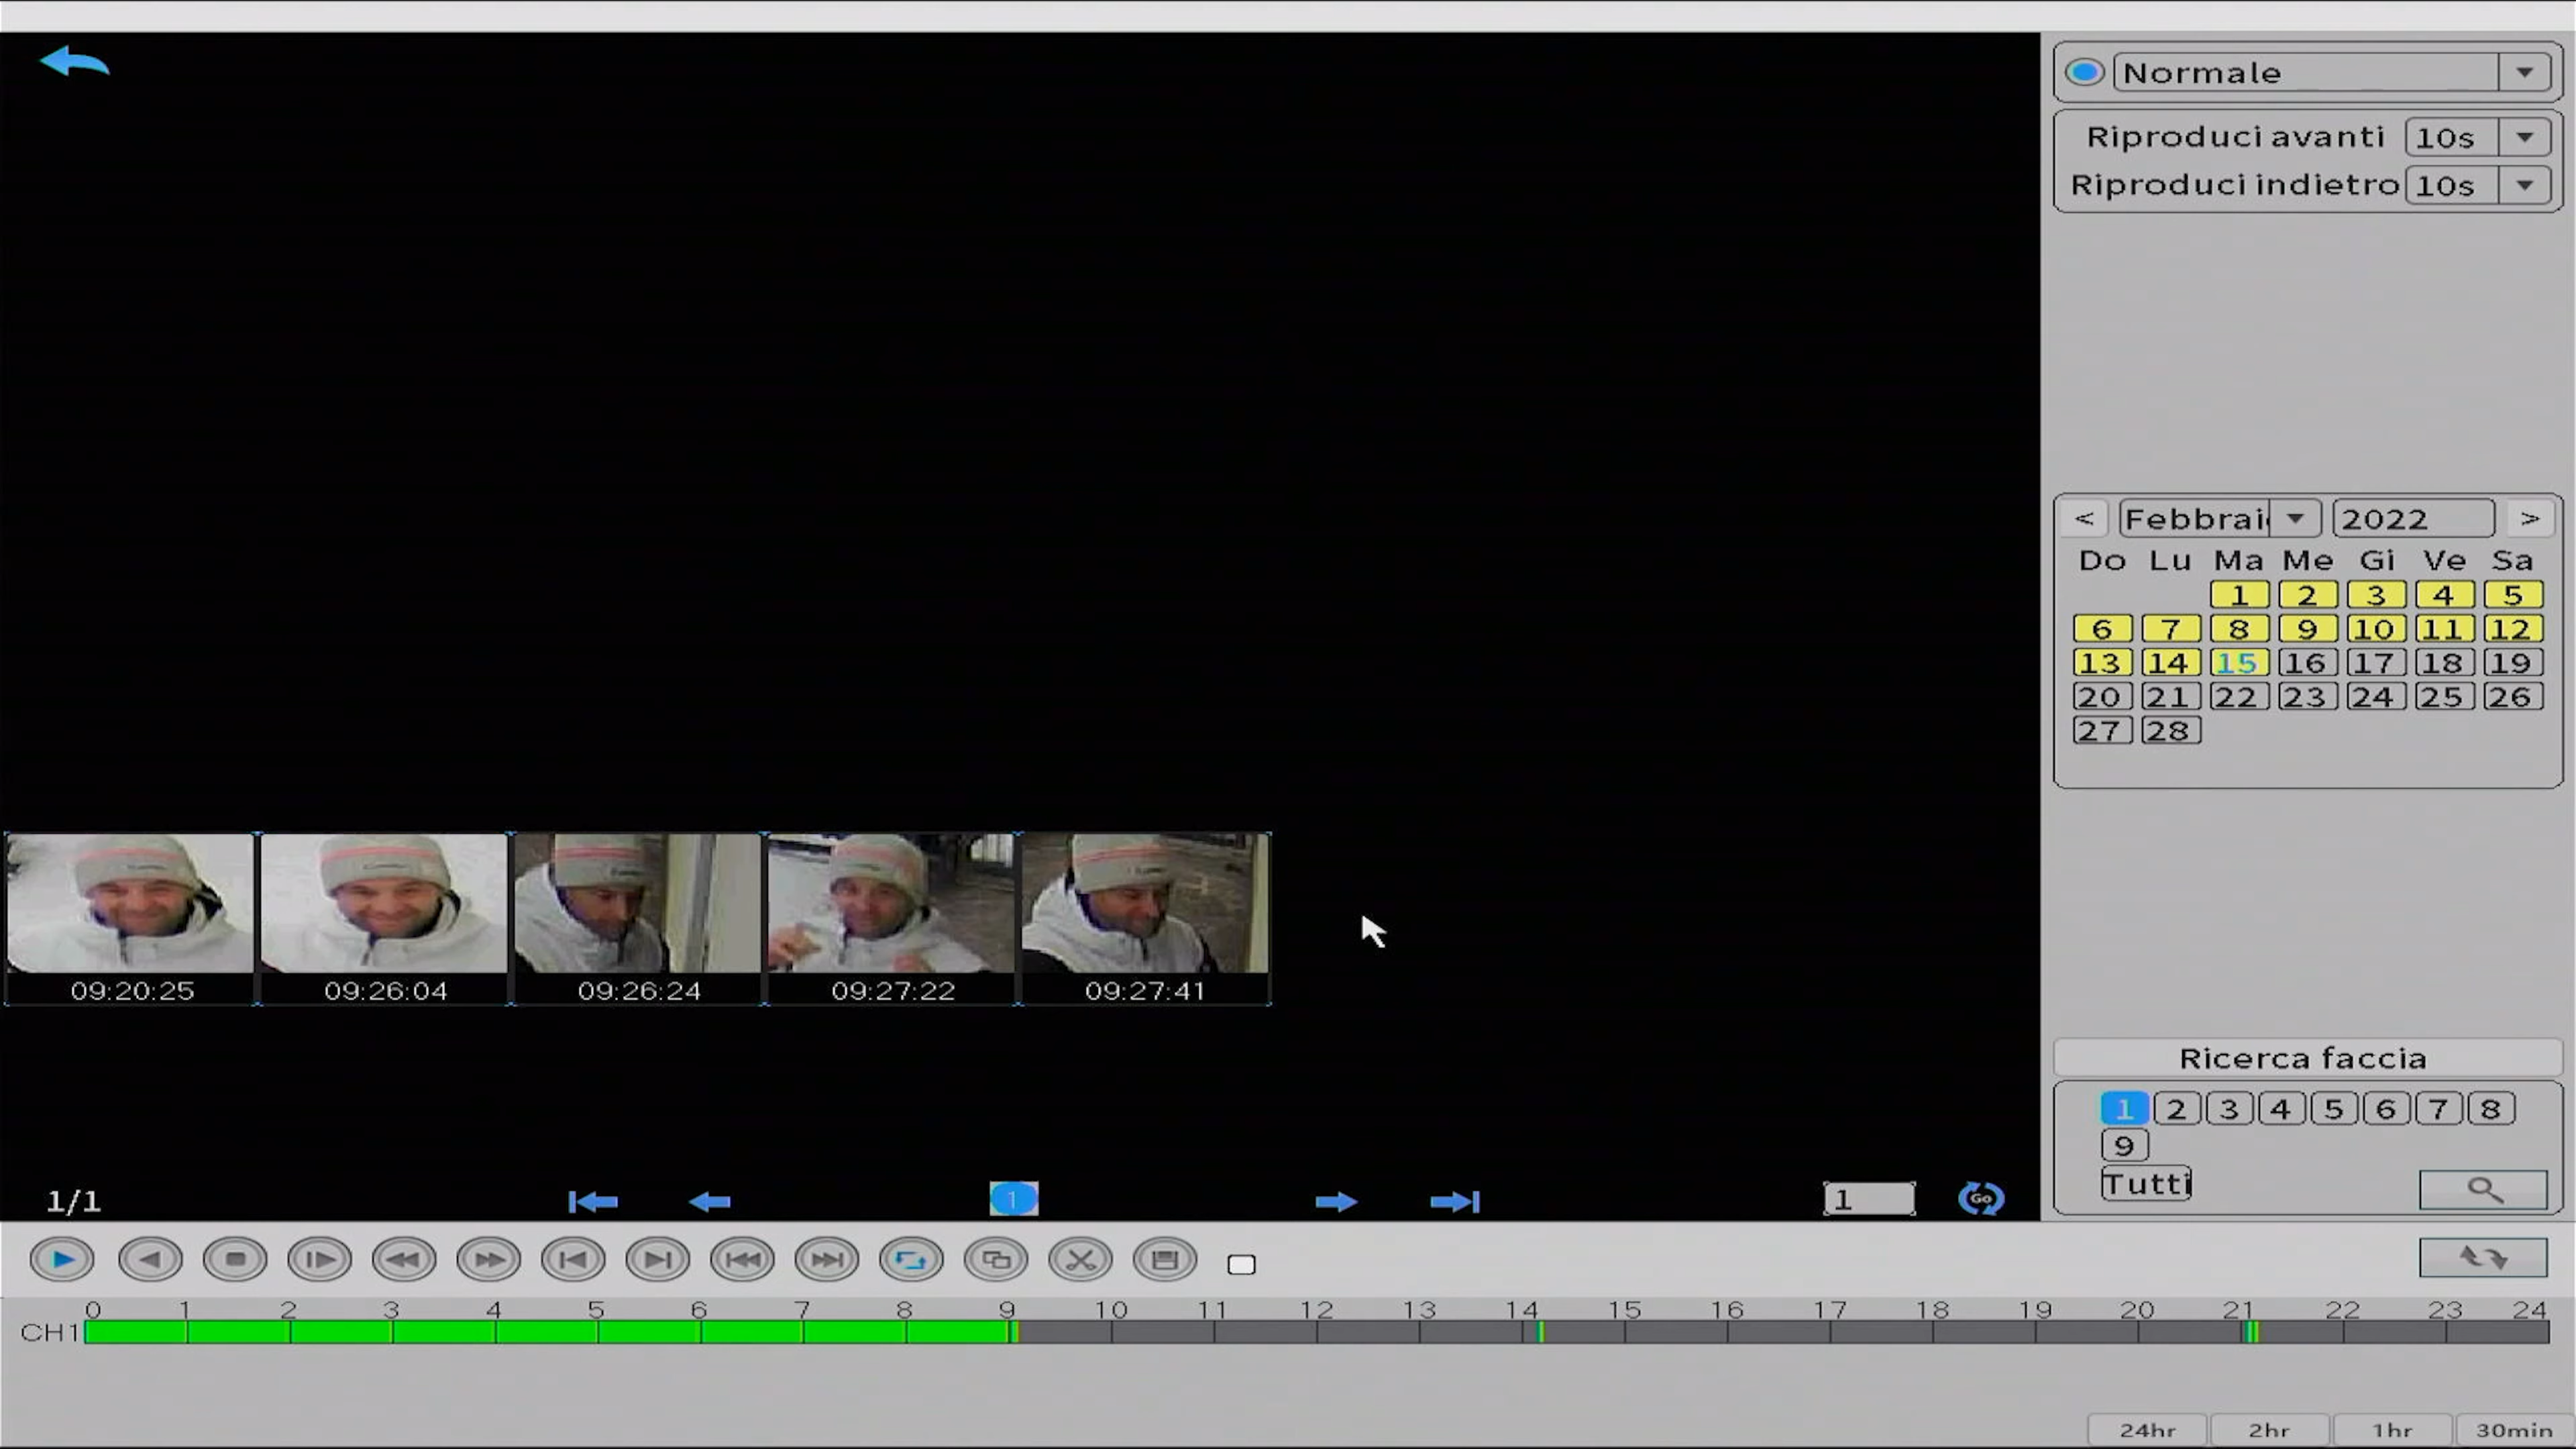 Normale
Riproduci avanti 10s
Riproduci indietro 10s
< Febbrai 2022 >
Do Lu Ma Me Gi Ve Sa
1 2 3 4 5
6 7 8 9 10 11 12
13 14 15 16 17 18 19
20 21 22 23 24 25 26
27 28
09:20:25 09:26:04 09:26:24 09:27:22 09:27:41
Ricerca faccia
1 2 3 4 5 6 7 8
9
Tutti
1/1 1 1 Go
0 1 2 3 4 5 6 7 8 9 10 11 12 13 14 15 16 17 18 19 20 21 22 23 24
CH1
24hr 2hr 1hr 30min